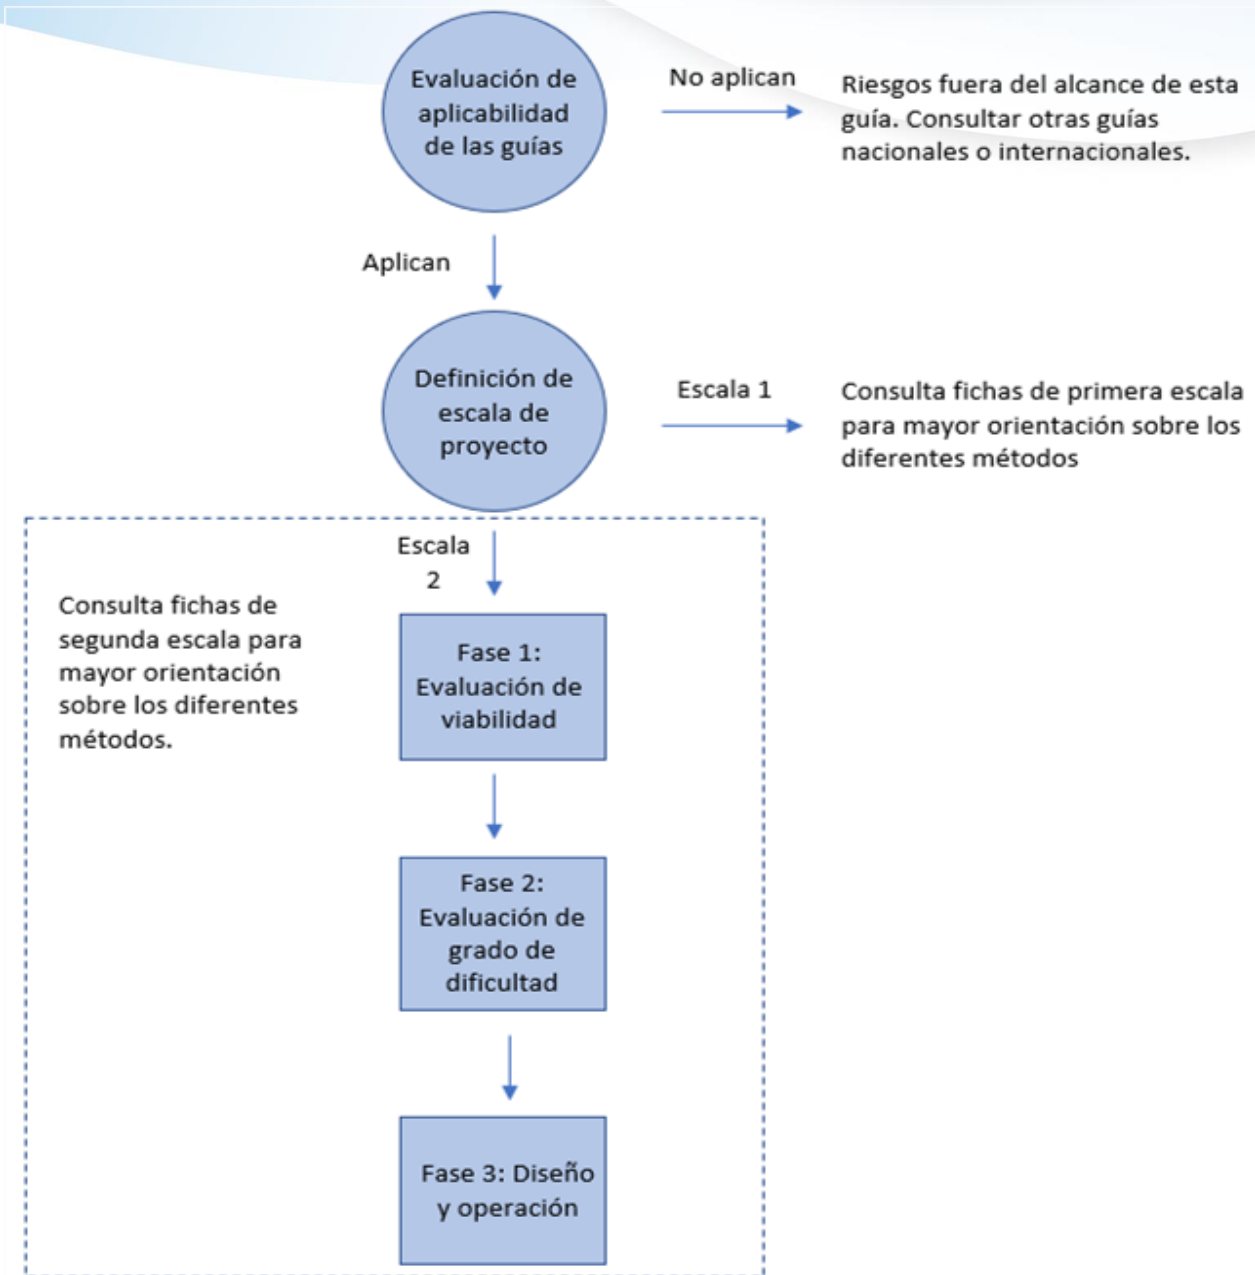 Evaluación de
aplicabilidad
de las guías
No aplican
Riesgos fuera del alcance de esta
guía. Consultar otras guías
nacionales o internacionales.
Aplican
Definición de
escala de
proyecto
Escala 1
Consulta fichas de primera escala
para mayor orientación sobre los
diferentes métodos
Escala
2
Consulta fichas de
segunda escala para
mayor orientación
sobre los diferentes
métodos.
Fase 1:
Evaluación de
viabilidad
Fase 2:
Evaluación de
grado de
dificultad
Fase 3: Diseño
y operación